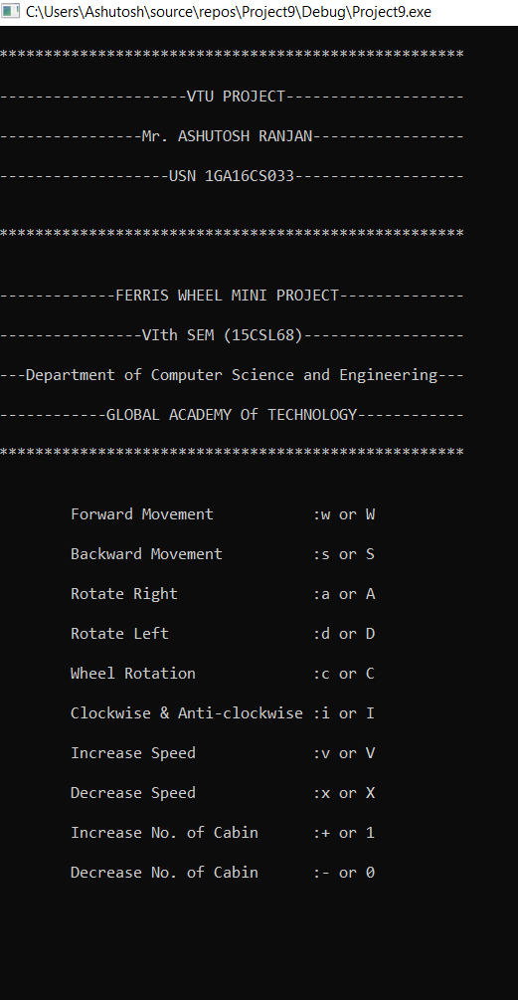 C:\Users\Ashutosh\source\repos\Project9\Debug\Project9.exe
****************************************************
---------------------VTU PROJECT--------------------
----------------Mr. ASHUTOSH RANJAN-----------------
-------------------USN 1GA16CS033-------------------
****************************************************
-------------FERRIS WHEEL MINI PROJECT--------------
----------------VIth SEM (15CSL68)------------------
---Department of Computer Science and Engineering---
------------GLOBAL ACADEMY Of TECHNOLOGY------------
****************************************************
Forward Movement           :w or W
Backward Movement          :s or S
Rotate Right               :a or A
Rotate Left                :d or D
Wheel Rotation             :c or C
Clockwise & Anti-clockwise :i or I
Increase Speed             :v or V
Decrease Speed             :x or X
Increase No. of Cabin      :+ or 1
Decrease No. of Cabin      :- or 0